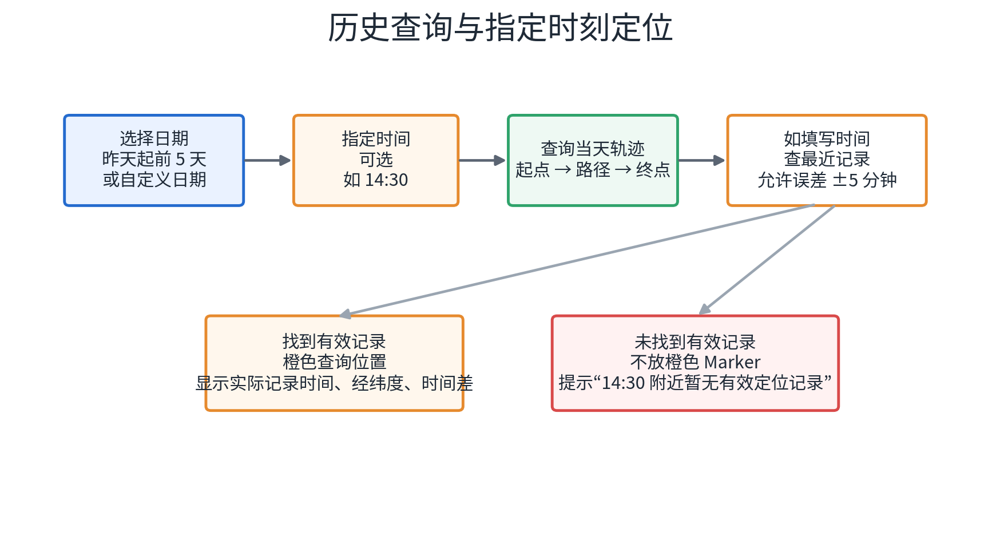 历史查询与指定时刻定位
选择日期
昨天起前 5 天
或自定义日期
指定时间
可选
如 14:30
查询当天轨迹
起点 → 路径 → 终点
如填写时间
查最近记录
允许误差 ±5 分钟
找到有效记录
橙色查询位置
显示实际记录时间、经纬度、时间差
未找到有效记录
不放橙色 Marker
提示“14:30 附近暂无有效定位记录”